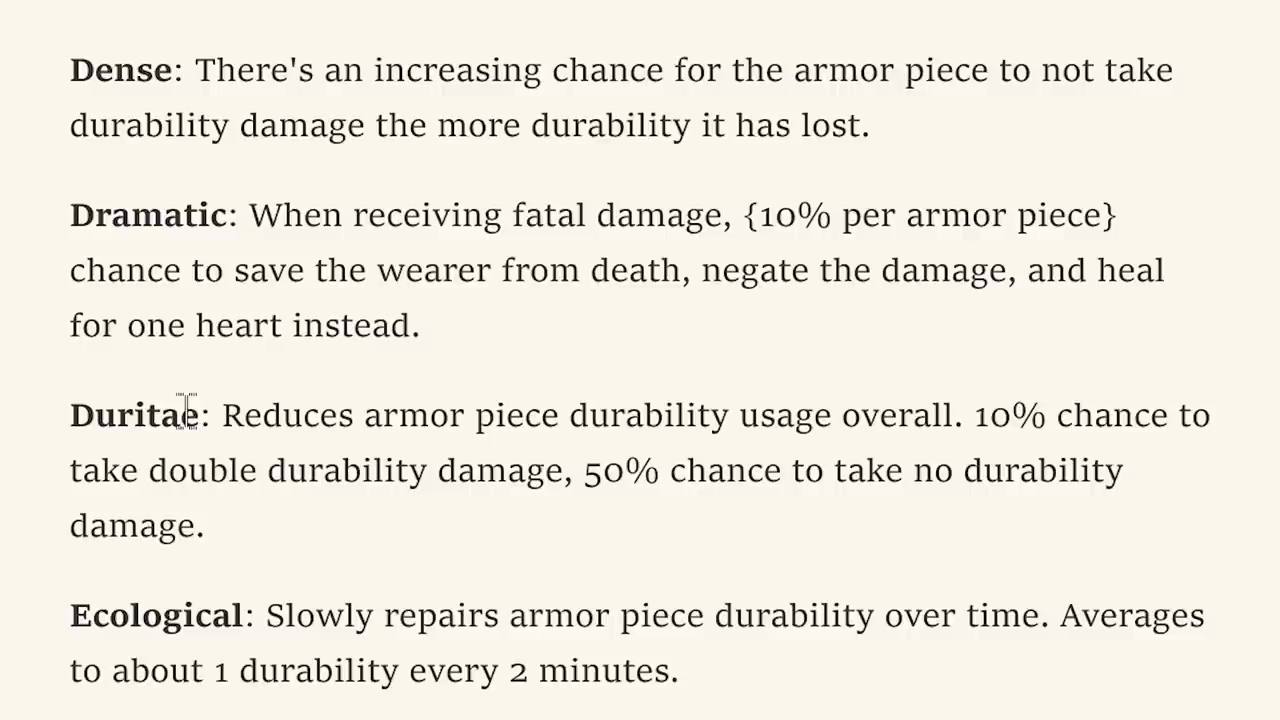 Dense: There's an increasing chance for the armor piece to not take
durability damage the more durability it has lost.
Dramatic: When receiving fatal damage, {10% per armor piece}
chance to save the wearer from death, negate the damage, and heal
for one heart instead.
Duritae: Reduces armor piece durability usage overall. 10% chance to
take double durability damage, 50% chance to take no durability
damage.
Ecological: Slowly repairs armor piece durability over time. Averages
to about 1 durability every 2 minutes.